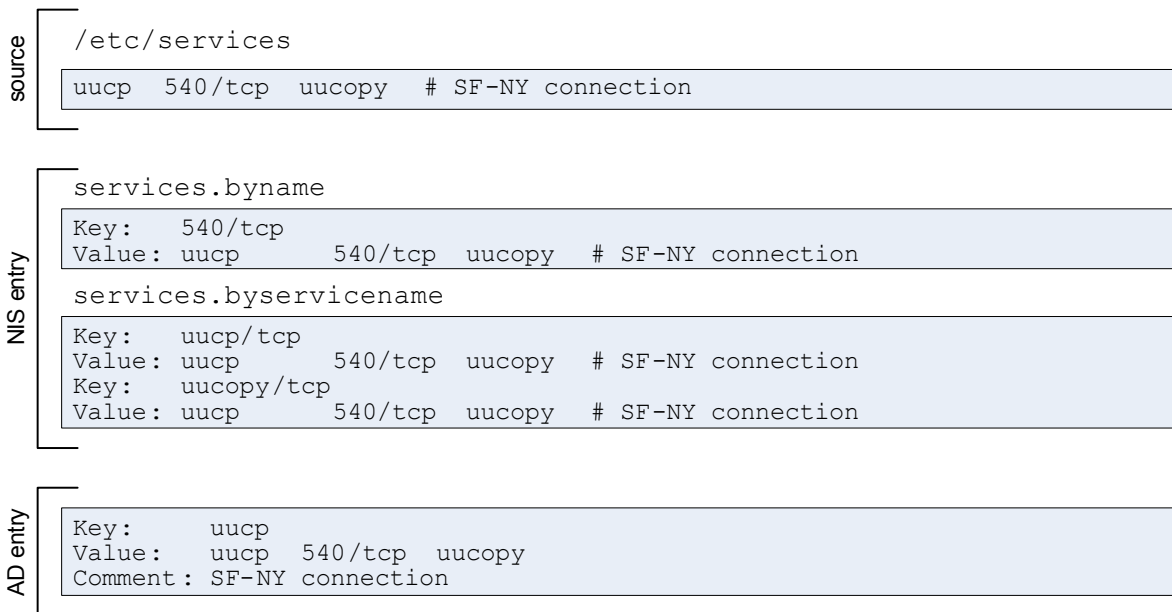 source
/etc/services
uucp 540/tcp uucopy # SF-NY connection
NIS entry
services.byname
Key: 540/tcp
Value: uucp 540/tcp uucopy # SF-NY connection
services.byservicename
Key: uucp/tcp
Value: uucp 540/tcp uucopy # SF-NY connection
Key: uucopy/tcp
Value: uucp 540/tcp uucopy # SF-NY connection
AD entry
Key: uucp
Value: uucp 540/tcp uucopy
Comment: SF-NY connection